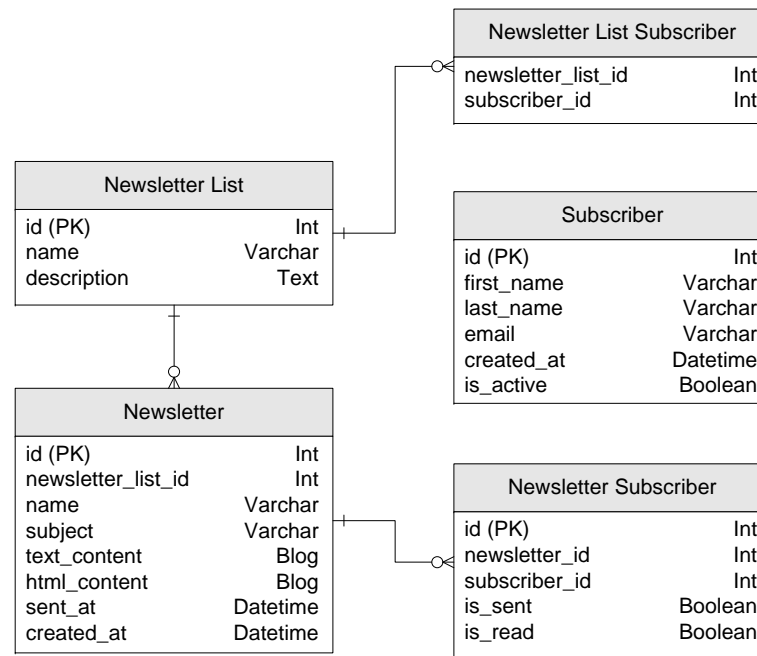 Newsletter List Subscriber
newsletter_list_id Int
subscriber_id Int
Newsletter List
id (PK) Int
name Varchar
description Text
Subscriber
id (PK) Int
first_name Varchar
last_name Varchar
email Varchar
created_at Datetime
is_active Boolean
Newsletter
id (PK) Int
newsletter_list_id Int
name Varchar
subject Varchar
text_content Blog
html_content Blog
sent_at Datetime
created_at Datetime
Newsletter Subscriber
id (PK) Int
newsletter_id Int
subscriber_id Int
is_sent Boolean
is_read Boolean